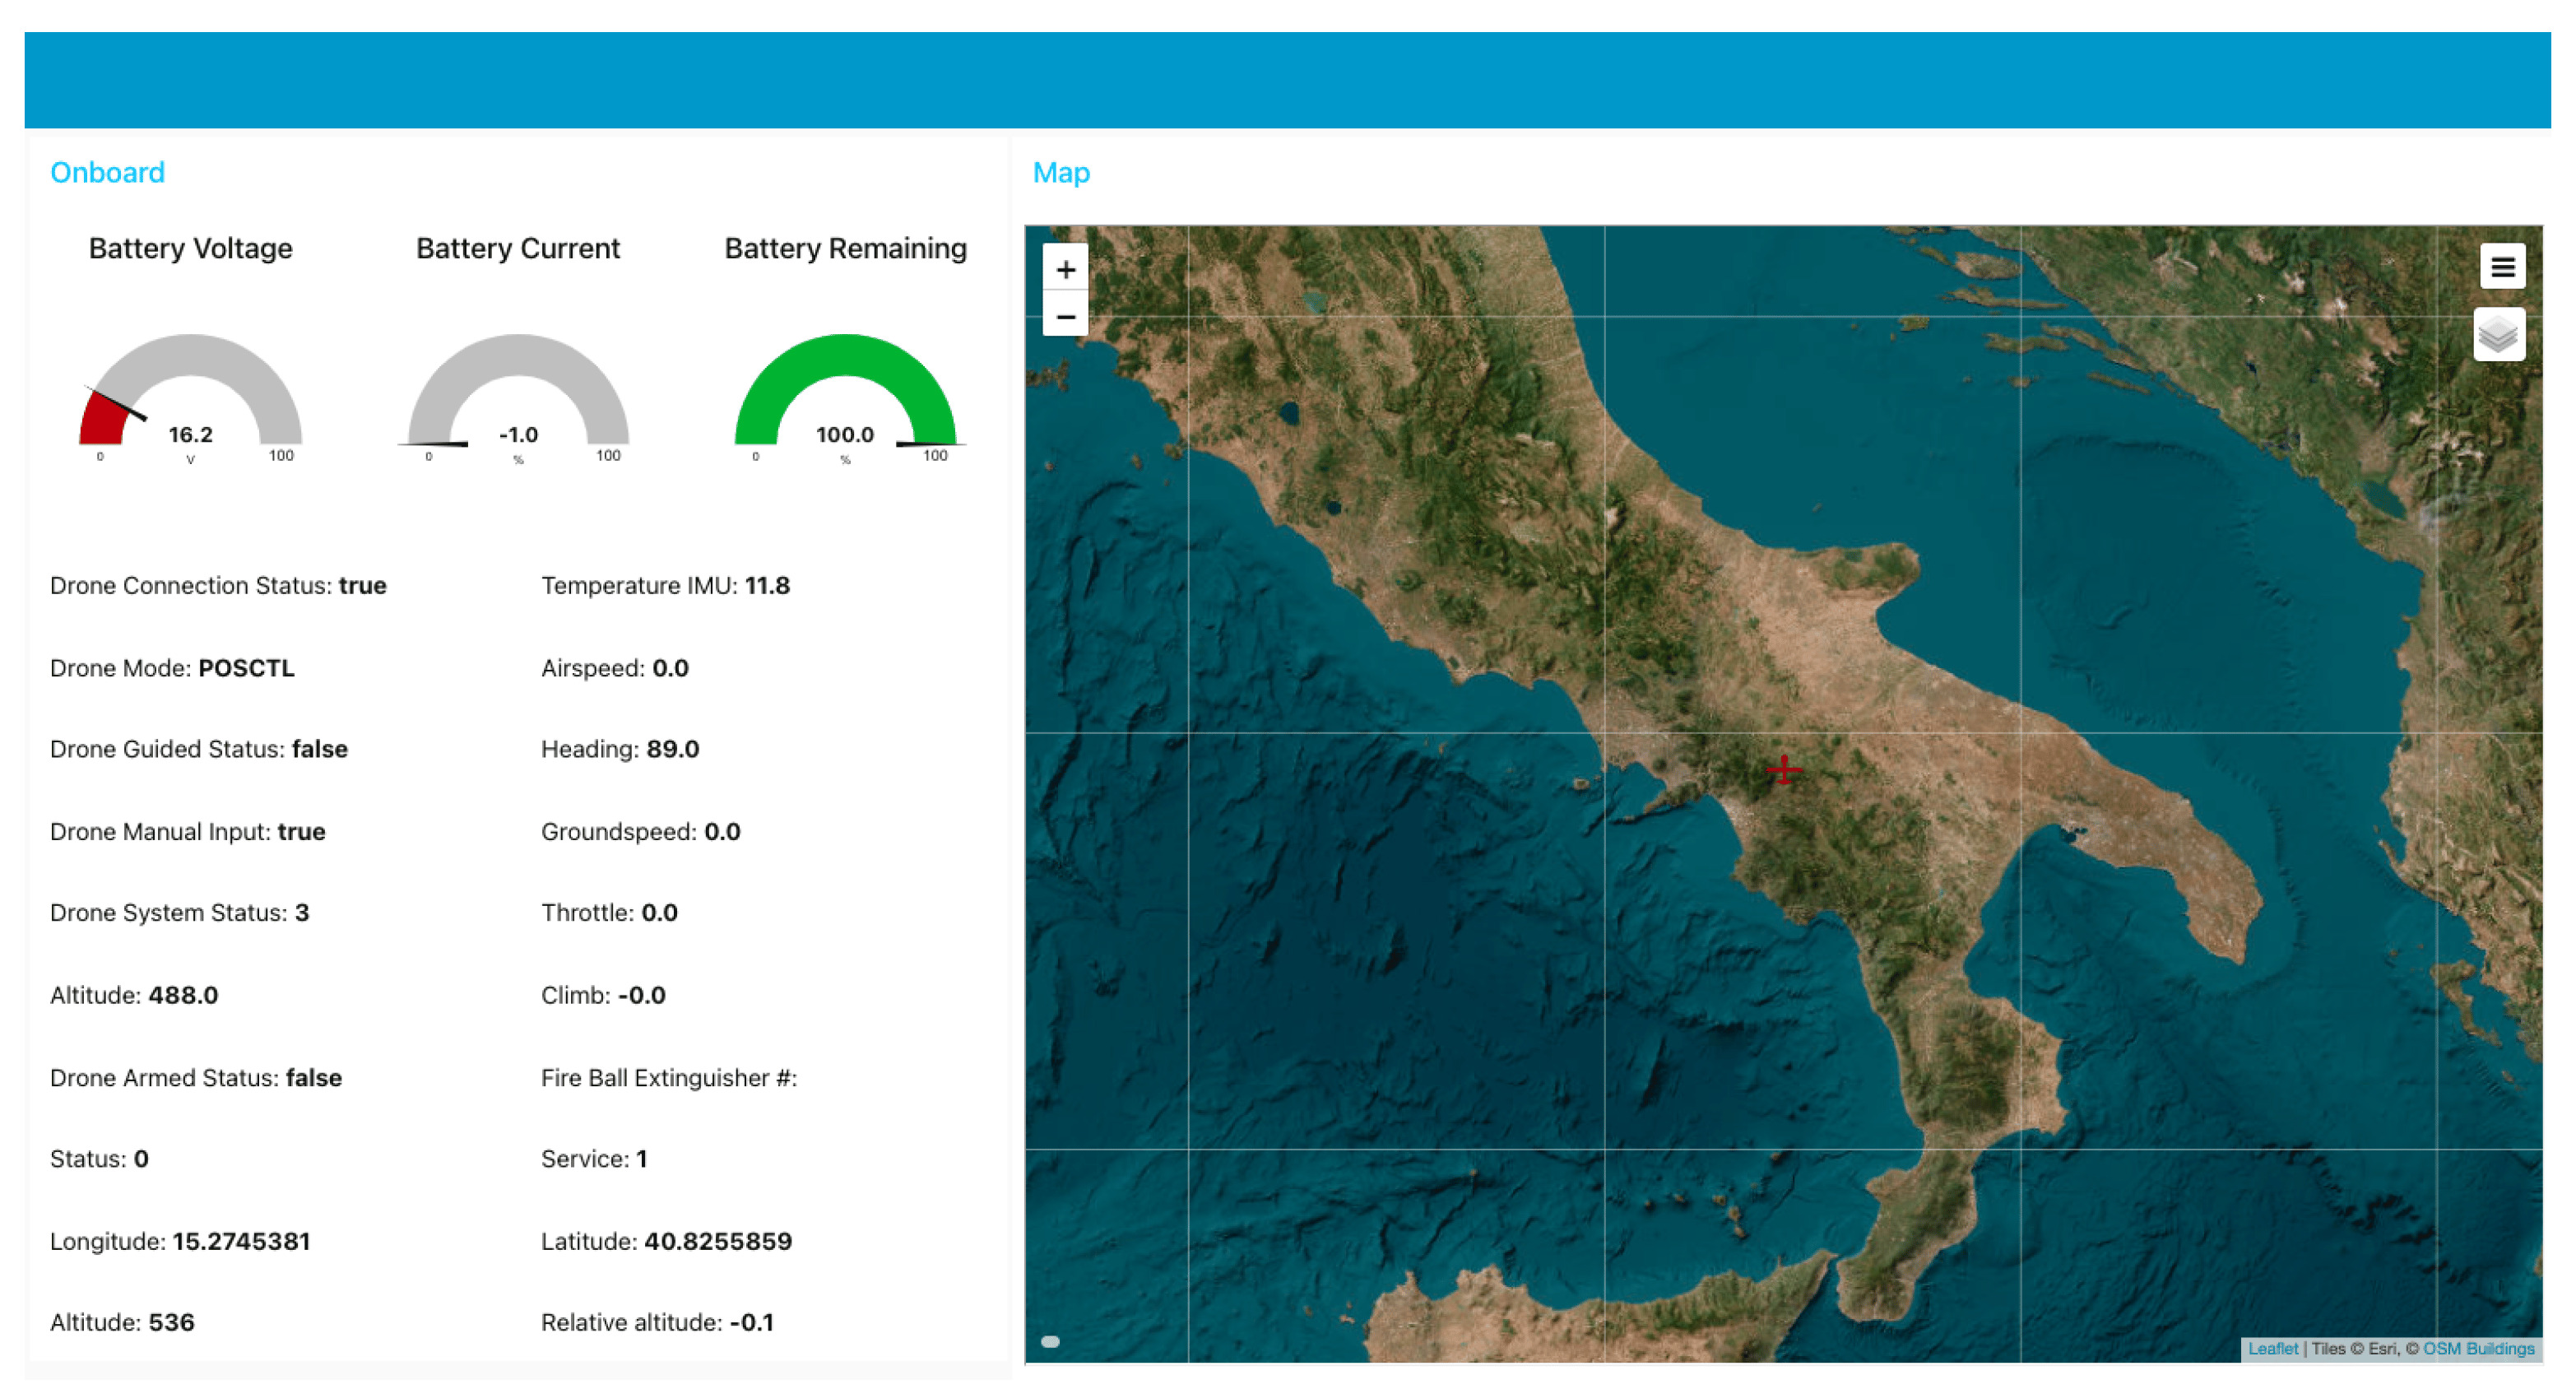 Onboard
Battery Voltage
Battery Current
Battery Remaining
16.2
V
0
100
-1.0
%
0
100
100.0
%
0
100
Drone Connection Status: true
Temperature IMU: 11.8
Drone Mode: POSCTL
Airspeed: 0.0
Drone Guided Status: false
Heading: 89.0
Drone Manual Input: true
Groundspeed: 0.0
Drone System Status: 3
Throttle: 0.0
Altitude: 488.0
Climb: -0.0
Drone Armed Status: false
Fire Ball Extinguisher #:
Status: 0
Service: 1
Longitude: 15.2745381
Latitude: 40.8255859
Altitude: 536
Relative altitude: -0.1
Map
+
−
Leaflet | Tiles © Esri, © OSM Buildings